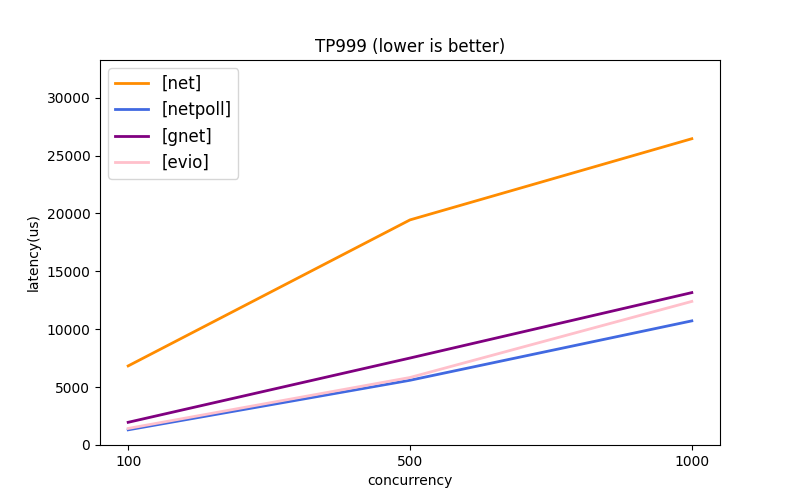 TP999 (lower is better)
[net]
[netpoll]
[gnet]
[evio]
latency(us)
30000
25000
20000
15000
10000
5000
0
100 500 1000
concurrency